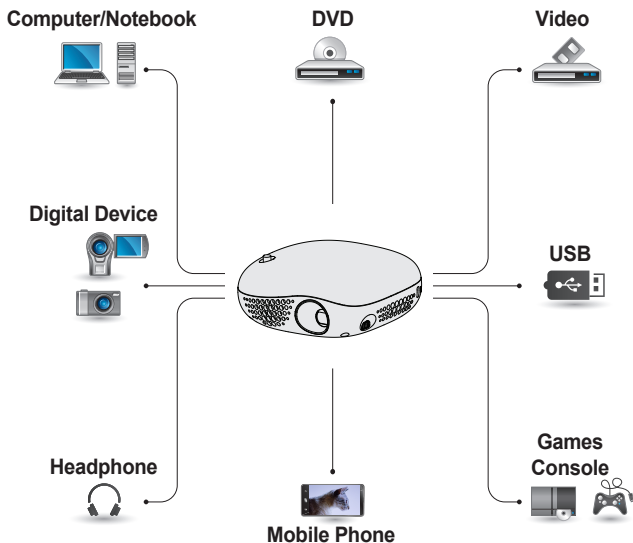 Computer/Notebook
DVD
Video
Digital Device
USB
Headphone
Games
Console
Mobile Phone